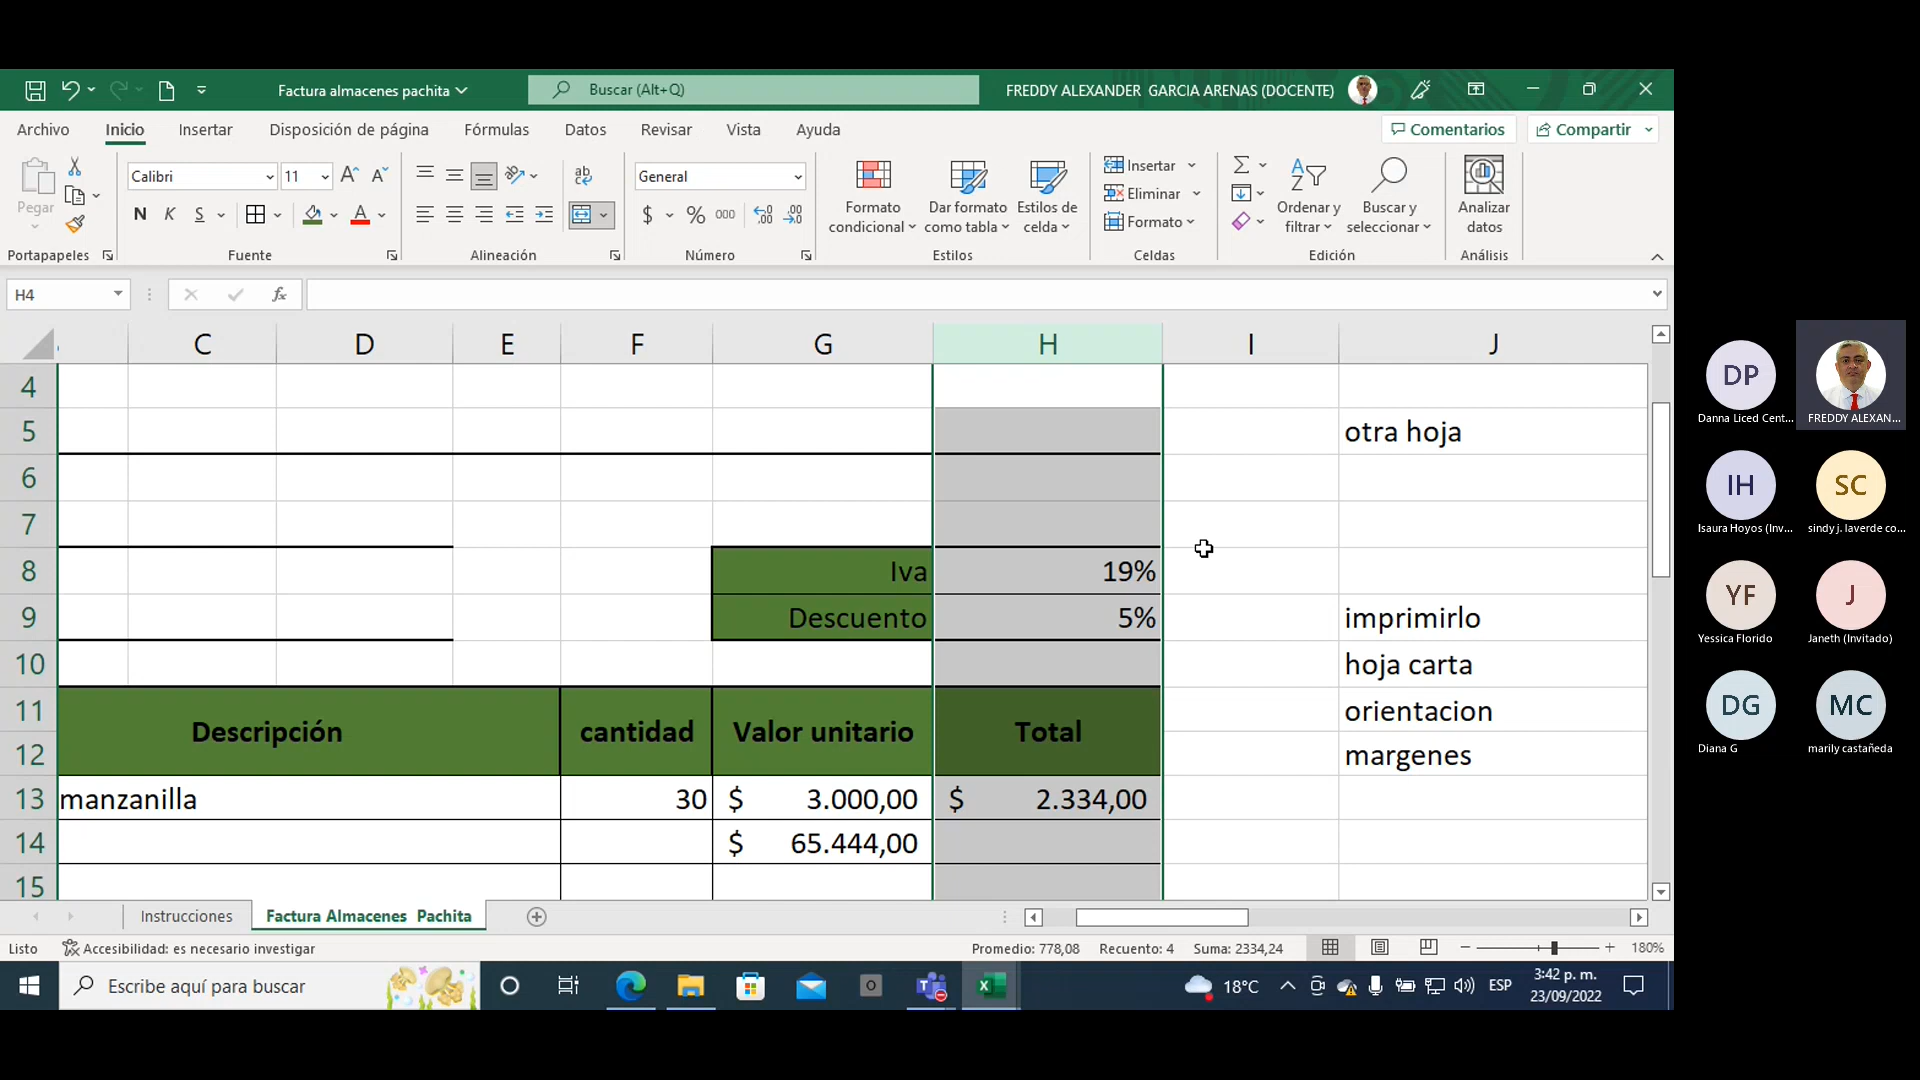 Factura almacenes pachita
Buscar (Alt+Q)
FREDDY ALEXANDER GARCIA ARENAS (DOCENTE)
Archivo Inicio Insertar Disposición de página Fórmulas Datos Revisar Vista Ayuda Comentarios Compartir
Pegar
Portapapeles
Calibri 11 A A
N K S A
Fuente
ab
Alineación
General
$ % 000
Número
Formato condicional
Dar formato como tabla
Estilos de celda
Estilos
Insertar
Eliminar
Formato
Celdas
Ordenar y filtrar
Buscar y seleccionar
Edición
Analizar datos
Análisis
H4 fx
C D E F G H I J
4
5 otra hoja
6
7
8 Iva 19%
9 Descuento 5% imprimirlo
10 hoja carta
11 orientacion
Descripción cantidad Valor unitario Total
12 margenes
13 manzanilla 30 $ 3.000,00 $ 2.334,00
14 $ 65.444,00
15
Instrucciones Factura Almacenes Pachita
Listo Accesibilidad: es necesario investigar Promedio: 778,08 Recuento: 4 Suma: 2334,24 180%
Escribe aquí para buscar 18°C ESP 3:42 p. m.
23/09/2022
DP
Danna Liced Cent... FREDDY ALEXAN...
IH SC
Isaura Hoyos (Inv... sindy j. laverde co...
YF J
Yessica Florido Janeth (Invitado)
DG MC
Diana G marily castañeda